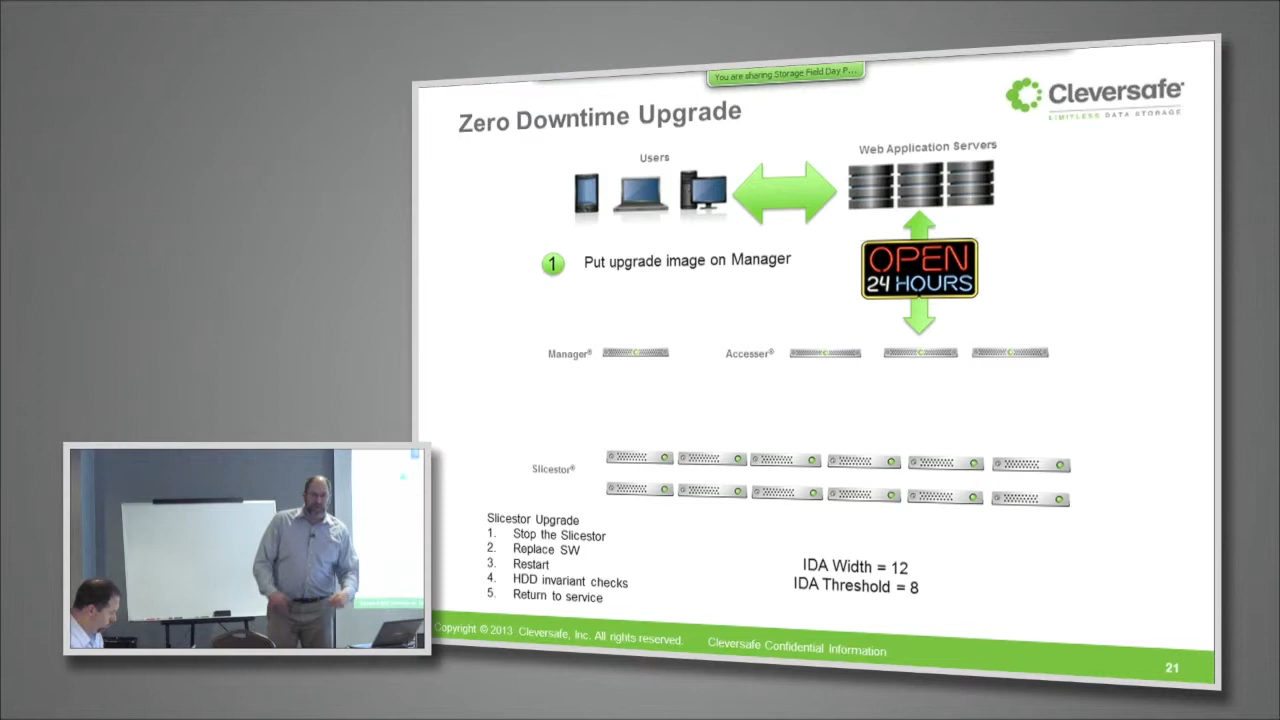 You are sharing Storage Field Day P...
Cleversafe
LIMITLESS DATA STORAGE
Zero Downtime Upgrade
Users
Web Application Servers
1 Put upgrade image on Manager
OPEN
24 HOURS
Manager®
Accesser®
Slicestor®
Slicestor Upgrade
1. Stop the Slicestor
2. Replace SW
3. Restart
4. HDD invariant checks
5. Return to service
IDA Width = 12
IDA Threshold = 8
Copyright © 2013 Cleversafe, Inc. All rights reserved.
Cleversafe Confidential Information
21